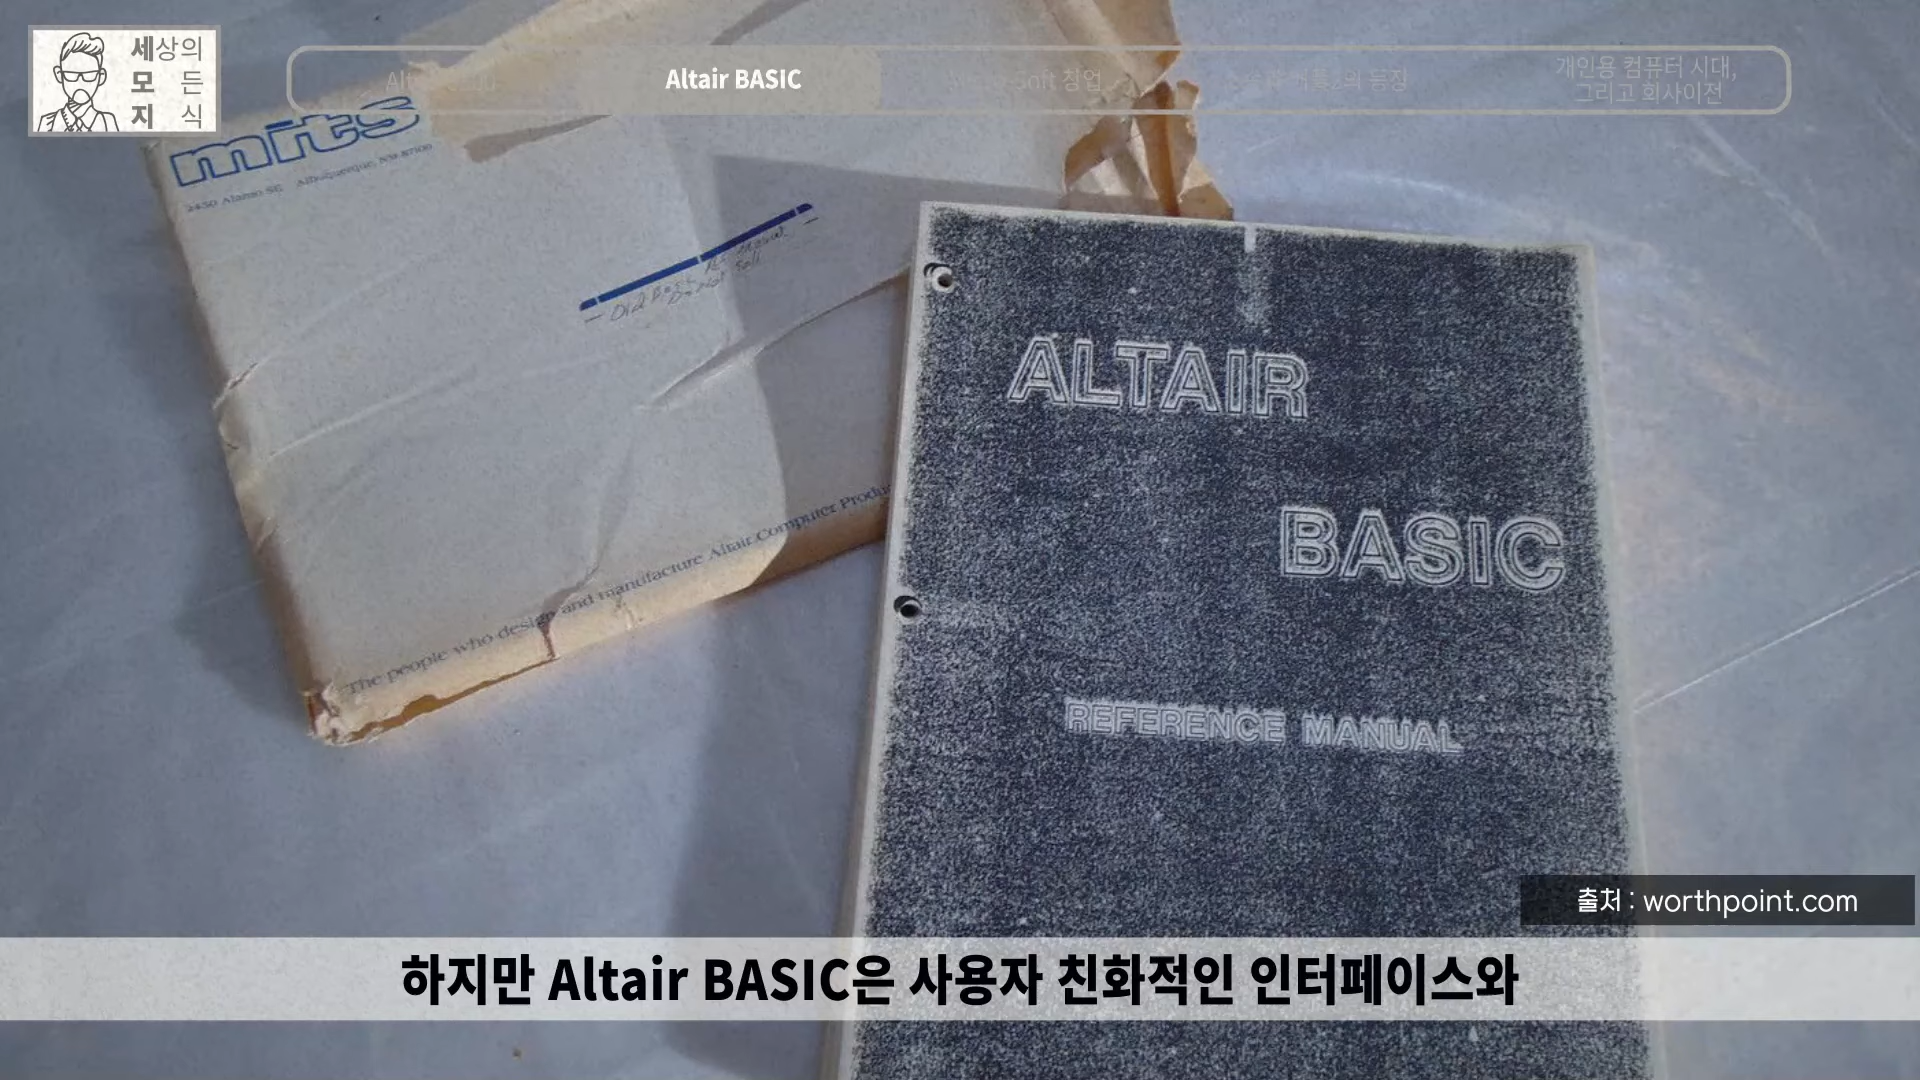 세상의
모든
지식
Altair BASIC
개인용 컴퓨터 시대,
그리고 회사이전
mits
2450 Alamo SE Albuquerque, NM 87106
The people who design and manufacture Altair Computer Produ
ALTAIR
BASIC
REFERENCE MANUAL
출처 : worthpoint.com
하지만 Altair BASIC은 사용자 친화적인 인터페이스와